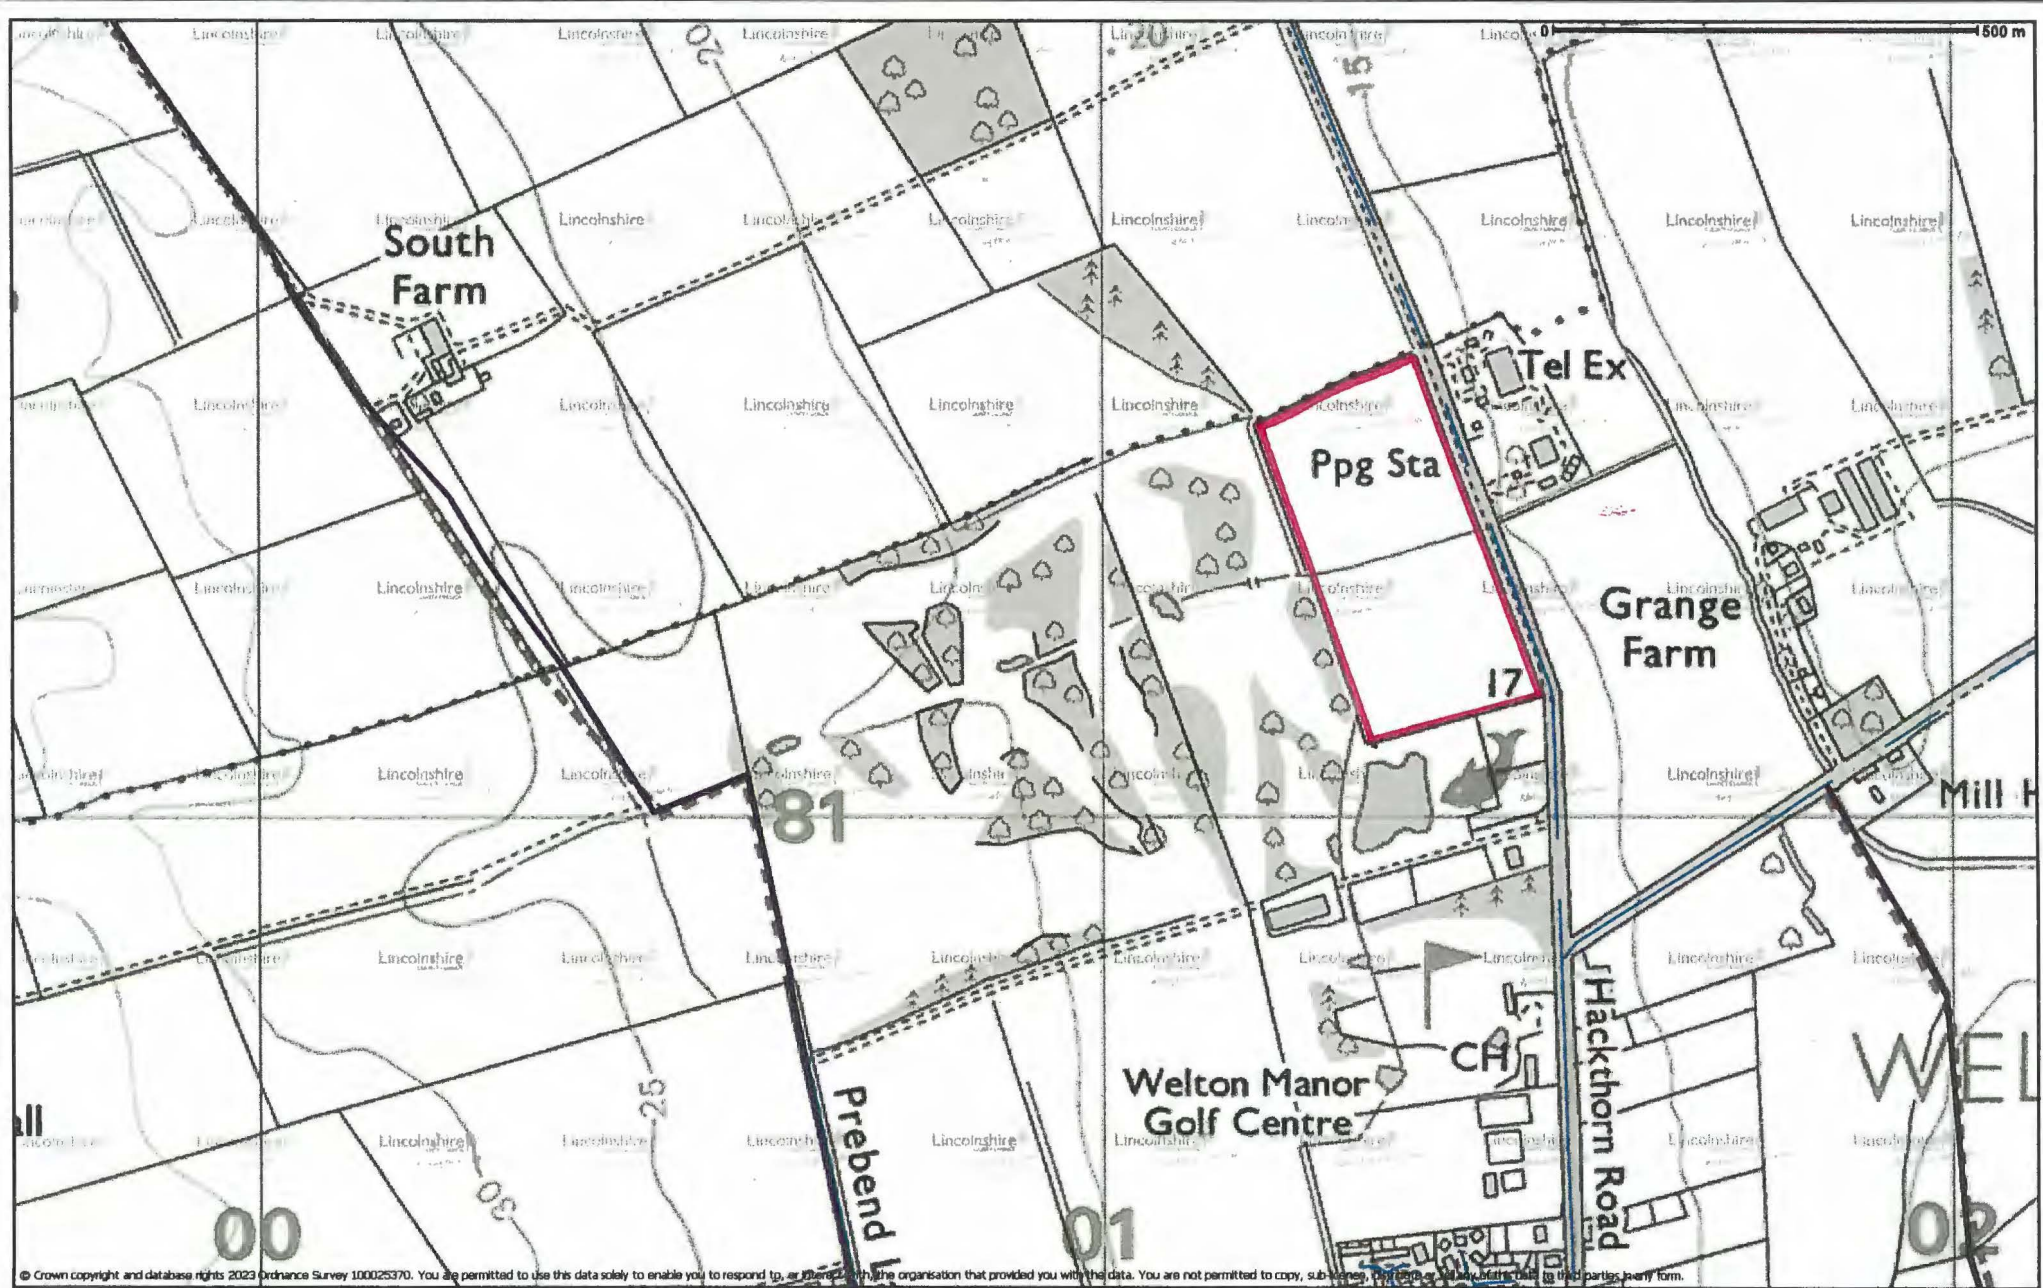 0 500 m
20
20
15
South
Farm
Tel Ex
Ppg Sta
Grange
Farm
17
81
Mill H
Hackthorn Road
CH
WEL
Welton Manor
Golf Centre
25
all
Prebend L
30
00
01
02
Lincolnshire
© Crown copyright and database rights 2023 Ordnance Survey 100025370. You are permitted to use this data solely to enable you to respond to, or interact with, the organisation that provided you with the data. You are not permitted to copy, sub-licence, distribute or sell any of this data to third parties in any form.